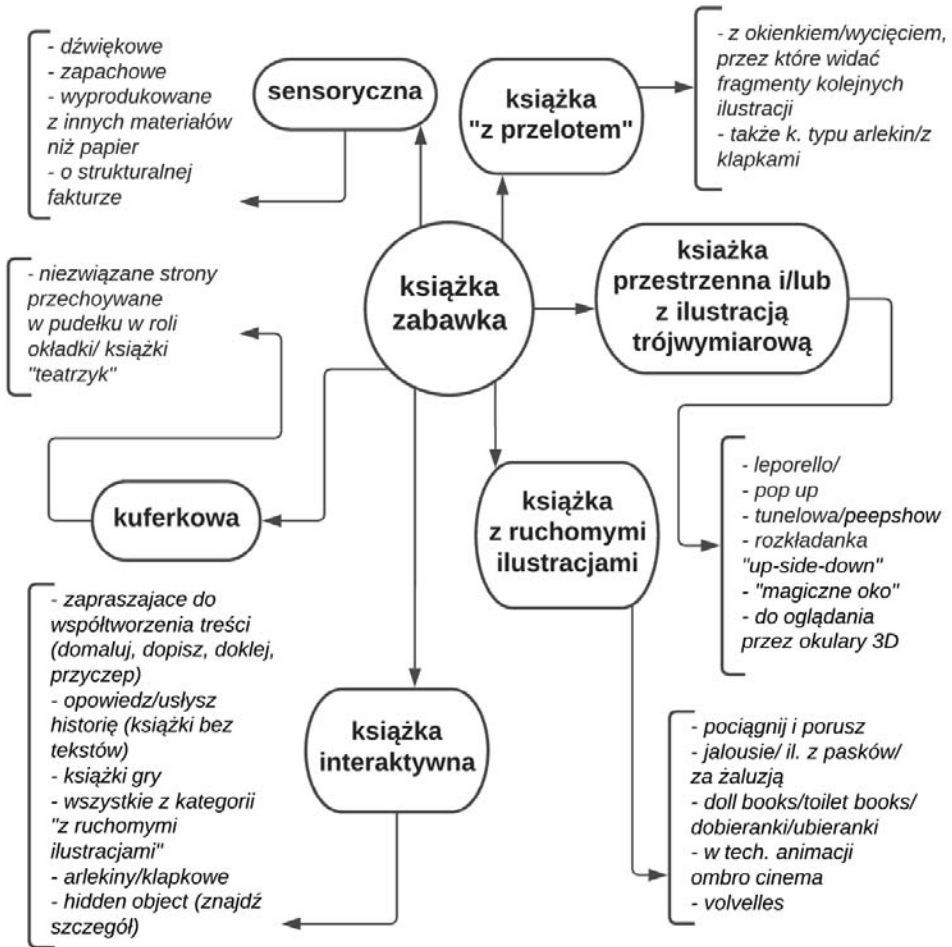 - dźwiękowe
- zapachowe
- wyprodukowane
z innych materiałów
niż papier
- o strukturalnej
fakturze
sensoryczna
książka
"z przelotem"
- z okienkiem/wycięciem,
przez które widać
fragmenty kolejnych
ilustracji
- także k. typu arlekin/z
klapkami
- niezwiązane strony
przechoywane
w pudełku w roli
okładki/ książki
"teatrzyk"
książka
zabawka
ksiażka
przestrzenna i/lub
z ilustracją
trójwymiarową
kuferkowa
książka
z ruchomymi
ilustracjami
- leporello/
- pop up
- tunelowa/peepshow
- rozkładanka
"up-side-down"
- "magiczne oko"
- do oglądania
przez okulary 3D
- zapraszajace do
współtworzenia treści
(domaluj, dopisz, doklej,
przyczep)
- opowiedz/usłysz
historię (książki bez
tekstów)
- książki gry
- wszystkie z kategorii
"z ruchomymi
ilustracjami"
- arlekiny/klapkowe
- hidden object (znajdź
szczegół)
książka
interaktywna
- pociągnij i porusz
- jalousie/ il. z pasków/
za żaluzją
- doll books/toilet books/
dobieranki/ubieranki
- w tech. animacji
ombro cinema
- volvelles